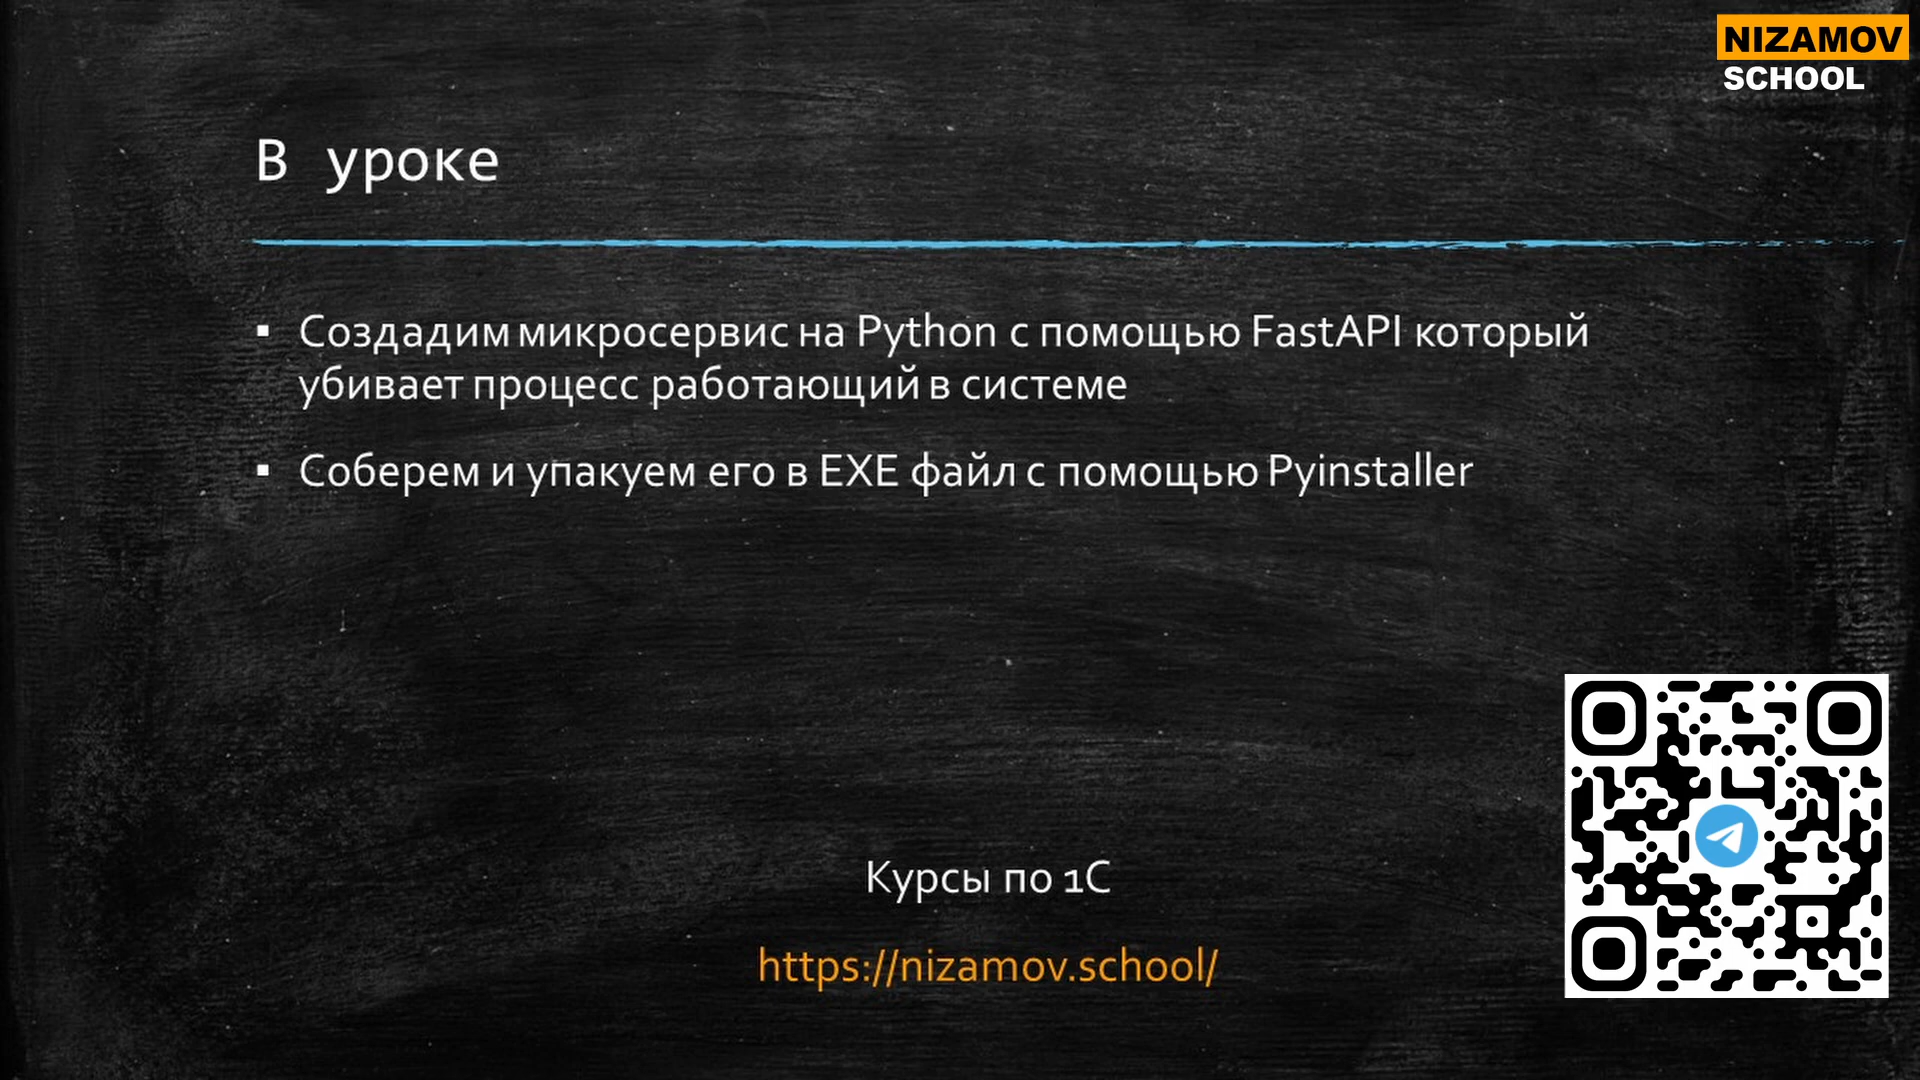 NIZAMOV
SCHOOL
В уроке
▪ Создадим микросервис на Python с помощью FastAPI который
убивает процесс работающий в системе
▪ Соберем и упакуем его в EXE файл с помощью Pyinstaller
Курсы по 1С
https://nizamov.school/